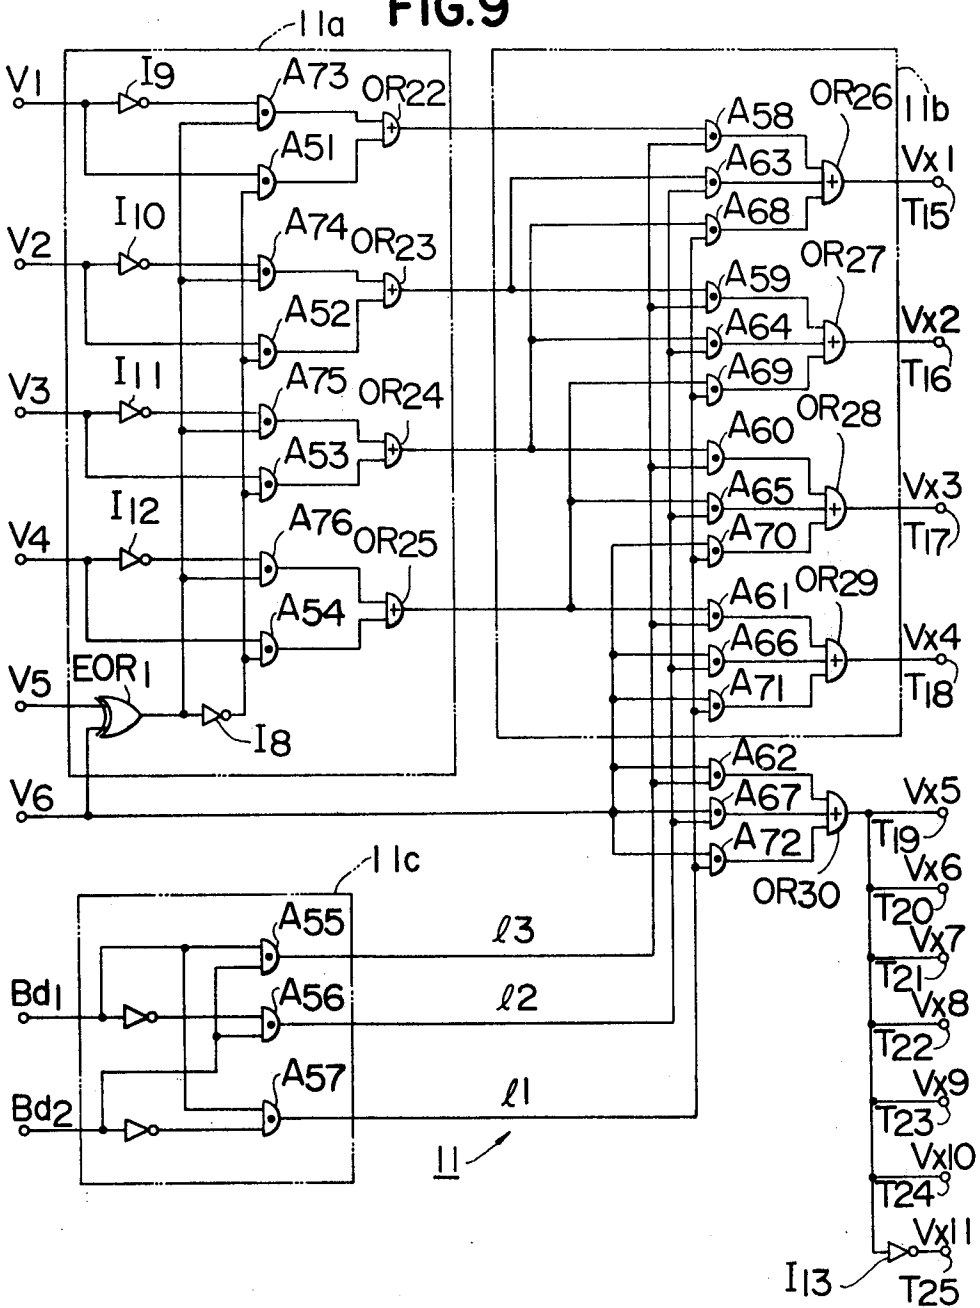 FIG.9
11a
V1
I9
A73
OR22
A51
V2
I10
A74
OR23
A52
V3
I11
A75
OR24
A53
V4
I12
A76
OR25
A54
V5
EOR1
I8
V6
11b
A58
OR26
A63
Vx1
A68
T15
A59
OR27
A64
Vx2
A69
T16
A60
OR28
A65
Vx3
A70
T17
A61
OR29
A66
Vx4
A71
T18
A62
A67
Vx5
A72
T19
OR30
Vx6
T20
Vx7
T21
Vx8
T22
Vx9
T23
Vx10
T24
Vx11
I13
T25
11c
A55
ℓ3
Bd1
A56
ℓ2
A57
Bd2
ℓ1
11